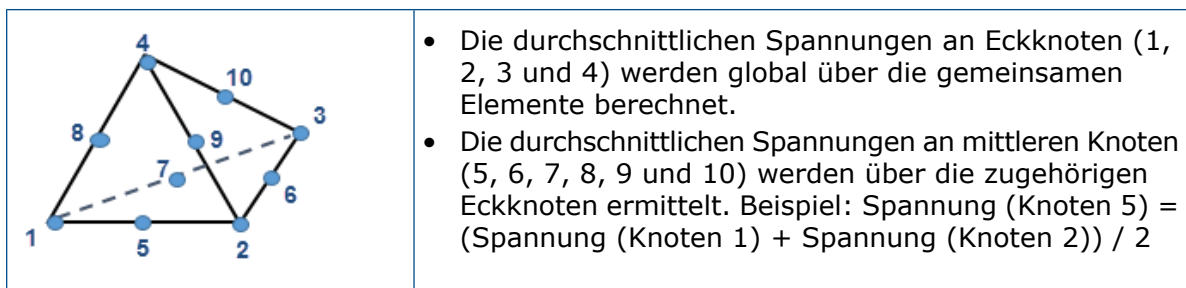 4
10
3
8
9
7
6
1
5
2
• Die durchschnittlichen Spannungen an Eckknoten (1,
2, 3 und 4) werden global über die gemeinsamen
Elemente berechnet.
• Die durchschnittlichen Spannungen an mittleren Knoten
(5, 6, 7, 8, 9 und 10) werden über die zugehörigen
Eckknoten ermittelt. Beispiel: Spannung (Knoten 5) =
(Spannung (Knoten 1) + Spannung (Knoten 2)) / 2